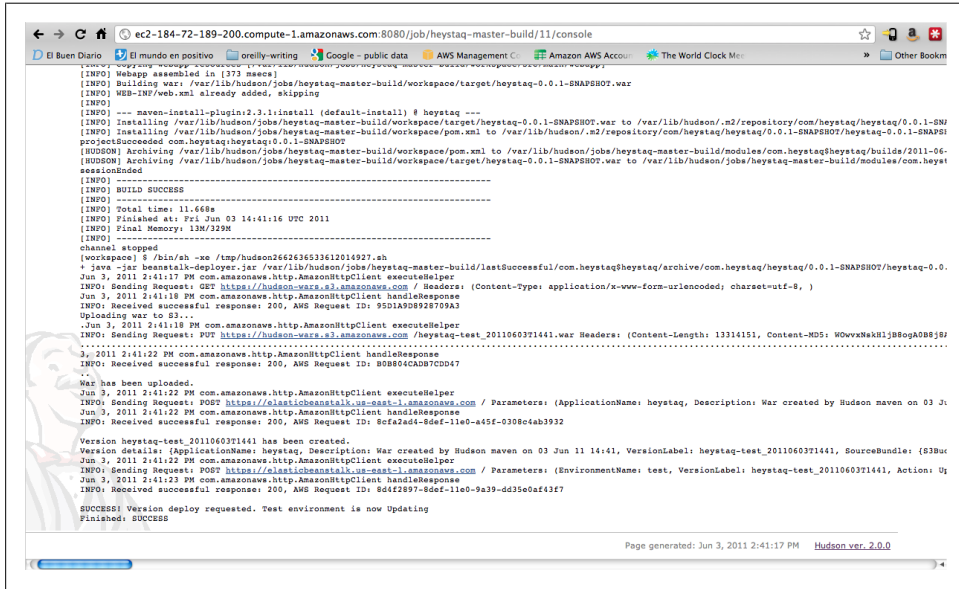 ec2-184-72-189-200.compute-1.amazonaws.com:8080/job/heystaq-master-build/11/console
El Buen Diario El mundo en positivo oreilly-writing Google - public data AWS Management Co Amazon AWS Accoun The World Clock Mee » Other Bookm
[INFO] Webapp assembled in [373 msecs]
[INFO] Building war: /var/lib/hudson/jobs/heystaq-master-build/workspace/target/heystaq-0.0.1-SNAPSHOT.war
[INFO] WEB-INF/web.xml already added, skipping
[INFO]
[INFO] --- maven-install-plugin:2.3.1:install (default-install) @ heystaq ---
[INFO] Installing /var/lib/hudson/jobs/heystaq-master-build/workspace/target/heystaq-0.0.1-SNAPSHOT.war to /var/lib/hudson/.m2/repository/com/heystaq/heystaq/0.0.1-SNA
[INFO] Installing /var/lib/hudson/jobs/heystaq-master-build/workspace/pom.xml to /var/lib/hudson/.m2/repository/com/heystaq/heystaq/0.0.1-SNAPSHOT/heystaq-0.0.1-SNAPS
projectSucceeded com.heystaq:heystaq:0.0.1-SNAPSHOT
[HUDSON] Archiving /var/lib/hudson/jobs/heystaq-master-build/workspace/pom.xml to /var/lib/hudson/jobs/heystaq-master-build/modules/com.heystaq$heystaq/builds/2011-06-
[HUDSON] Archiving /var/lib/hudson/jobs/heystaq-master-build/workspace/target/heystaq-0.0.1-SNAPSHOT.war to /var/lib/hudson/jobs/heystaq-master-build/modules/com.heyst
sessionEnded
[INFO] ------------------------------------------------------------------------
[INFO] BUILD SUCCESS
[INFO] ------------------------------------------------------------------------
[INFO] Total time: 11.668s
[INFO] Finished at: Fri Jun 03 14:41:16 UTC 2011
[INFO] Final Memory: 13M/329M
[INFO] ------------------------------------------------------------------------
channel stopped
[workspace] $ /bin/sh -xe /tmp/hudson2662636533612014927.sh
+ java -jar beanstalk-deployer.jar /var/lib/hudson/jobs/heystaq-master-build/lastSuccessful/com.heystaq$heystaq/archive/com.heystaq/heystaq/0.0.1-SNAPSHOT/heystaq-0.0.
Jun 3, 2011 2:41:17 PM com.amazonaws.http.AmazonHttpClient executeHelper
INFO: Sending Request: GET https://hudson-wars.s3.amazonaws.com / Headers: (Content-Type: application/x-www-form-urlencoded; charset=utf-8, )
Jun 3, 2011 2:41:18 PM com.amazonaws.http.AmazonHttpClient handleResponse
INFO: Received successful response: 200, AWS Request ID: 95D1A9D8928709A3
Uploading war to S3...
.Jun 3, 2011 2:41:18 PM com.amazonaws.http.AmazonHttpClient executeHelper
INFO: Sending Request: PUT https://hudson-wars.s3.amazonaws.com /heystaq-test_20110603T1441.war Headers: (Content-Length: 13314151, Content-MD5:
3, 2011 2:41:22 PM com.amazonaws.http.AmazonHttpClient handleResponse
INFO: Received successful response: 200, AWS Request ID: B0B804CADB7CDD47
..
War has been uploaded.
Jun 3, 2011 2:41:22 PM com.amazonaws.http.AmazonHttpClient executeHelper
INFO: Sending Request: POST https://elasticbeanstalk.us-east-1.amazonaws.com / Parameters: (ApplicationName: heystaq, Description: War created by Hudson maven on 03 Ju
Jun 3, 2011 2:41:22 PM com.amazonaws.http.AmazonHttpClient handleResponse
INFO: Received successful response: 200, AWS Request ID: 8cfa2ad4-8def-11e0-a45f-0308c4ab3932
Version heystaq-test_20110603T1441 has been created.
Version details: {ApplicationName: heystaq, Description: War created by Hudson maven on 03 Jun 11 14:41, VersionLabel: heystaq-test_20110603T1441, SourceBundle: {S3Buc
Jun 3, 2011 2:41:22 PM com.amazonaws.http.AmazonHttpClient executeHelper
INFO: Sending Request: POST https://elasticbeanstalk.us-east-1.amazonaws.com / Parameters: (EnvironmentName: test, VersionLabel: heystaq-test_20110603T1441, Action: Up
Jun 3, 2011 2:41:23 PM com.amazonaws.http.AmazonHttpClient handleResponse
INFO: Received successful response: 200, AWS Request ID: 8d4f2897-8def-11e0-9a39-dd35e0af43f7
SUCCESS! Version deploy requested. Test environment is now Updating
Finished: SUCCESS
Page generated: Jun 3, 2011 2:41:17 PM Hudson ver. 2.0.0